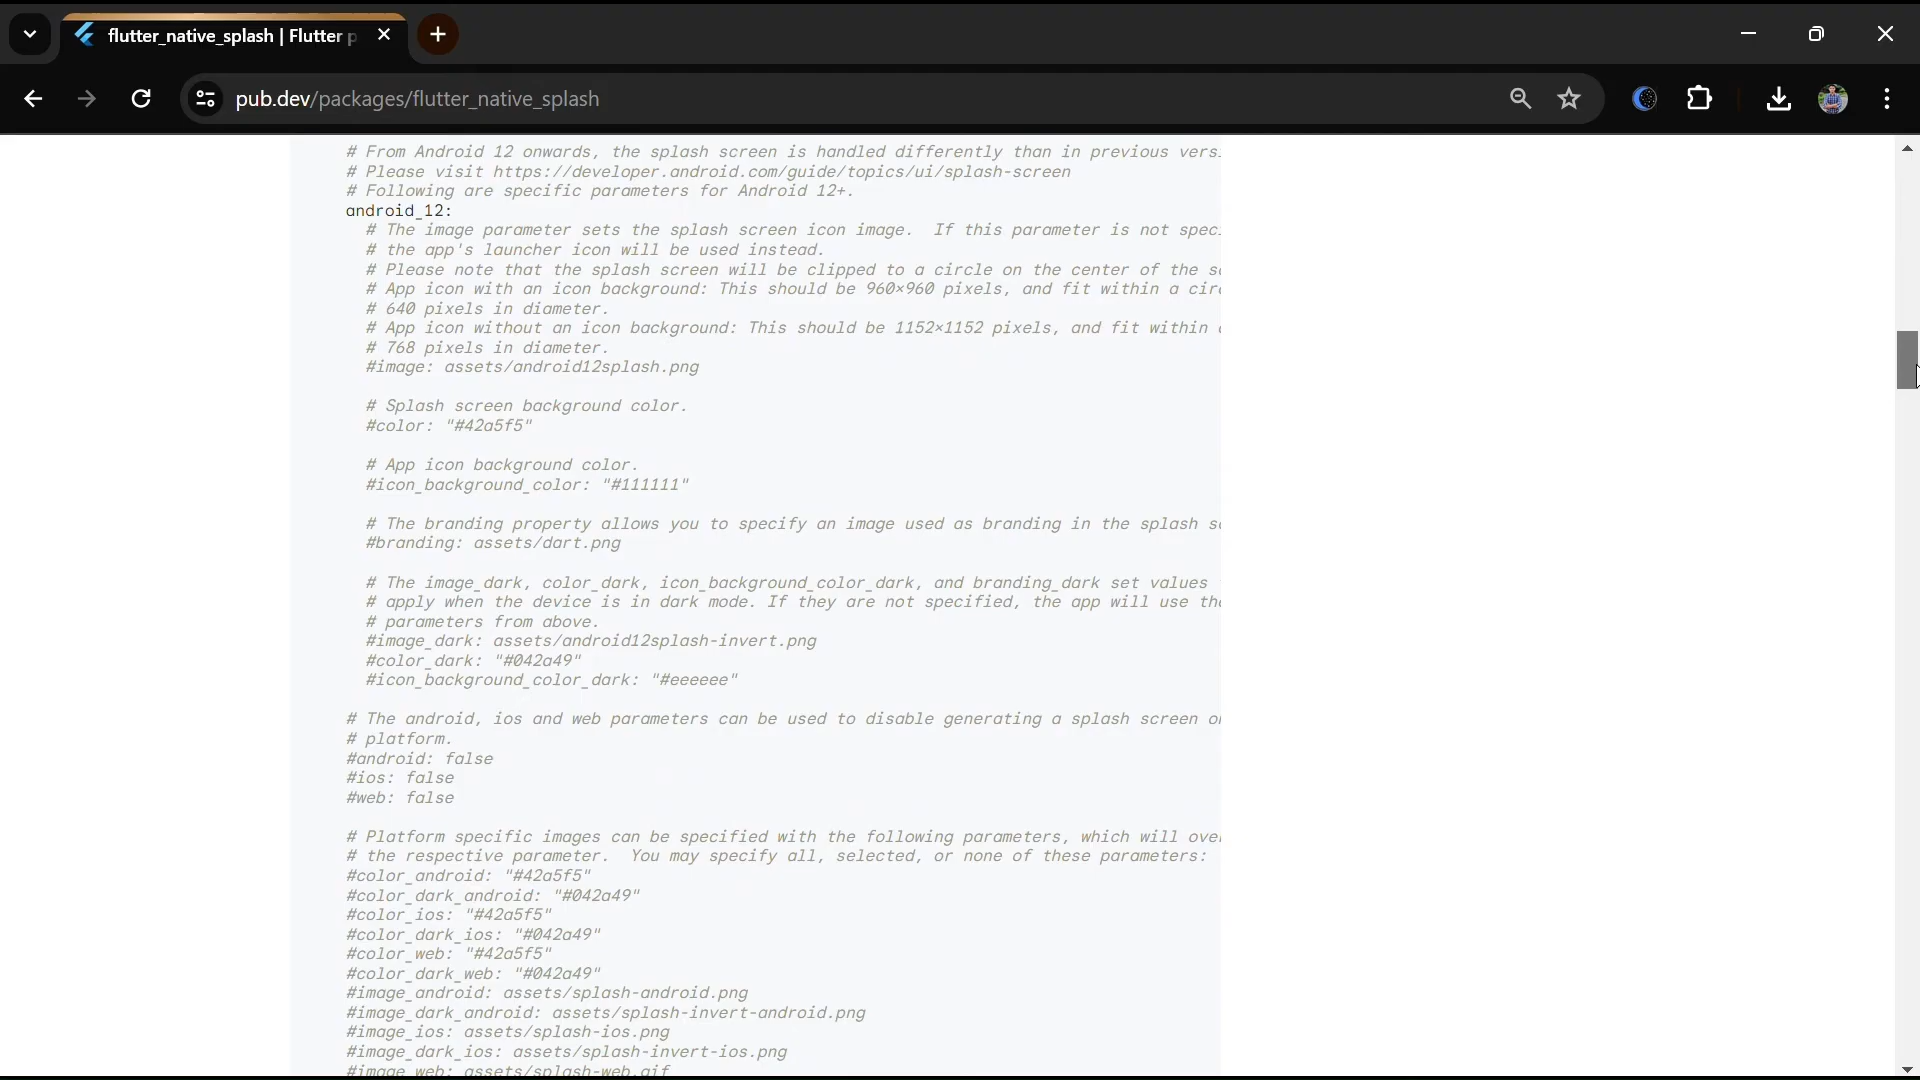 flutter_native_splash | Flutter p
pub.dev/packages/flutter_native_splash
# From Android 12 onwards, the splash screen is handled differently than in previous vers
# Please visit https://developer.android.com/guide/topics/ui/splash-screen
# Following are specific parameters for Android 12+.
android_12:
# The image parameter sets the splash screen icon image.  If this parameter is not spec
# the app's launcher icon will be used instead.
# Please note that the splash screen will be clipped to a circle on the center of the s
# App icon with an icon background: This should be 960×960 pixels, and fit within a cir
# 640 pixels in diameter.
# App icon without an icon background: This should be 1152×1152 pixels, and fit within
# 768 pixels in diameter.
#image: assets/android12splash.png
# Splash screen background color.
#color: "#42a5f5"
# App icon background color.
#icon_background_color: "#111111"
# The branding property allows you to specify an image used as branding in the splash s
#branding: assets/dart.png
# The image_dark, color_dark, icon_background_color_dark, and branding_dark set values
# apply when the device is in dark mode. If they are not specified, the app will use th
# parameters from above.
#image_dark: assets/android12splash-invert.png
#color_dark: "#042a49"
#icon_background_color_dark: "#eeeeee"
# The android, ios and web parameters can be used to disable generating a splash screen o
# platform.
#android: false
#ios: false
#web: false
# Platform specific images can be specified with the following parameters, which will ove
# the respective parameter.  You may specify all, selected, or none of these parameters:
#color_android: "#42a5f5"
#color_dark_android: "#042a49"
#color_ios: "#42a5f5"
#color_dark_ios: "#042a49"
#color_web: "#42a5f5"
#color_dark_web: "#042a49"
#image_android: assets/splash-android.png
#image_dark_android: assets/splash-invert-android.png
#image_ios: assets/splash-ios.png
#image_dark_ios: assets/splash-invert-ios.png
#image_web: assets/splash-web.gif